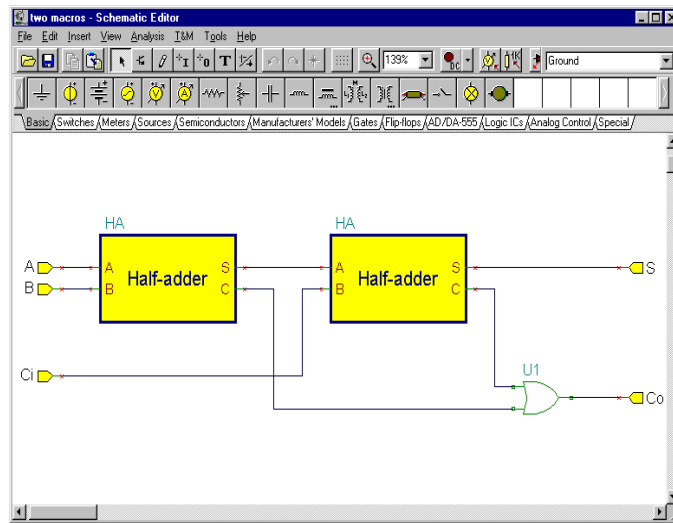 two macros - Schematic Editor
File Edit Insert View Analysis T&M Tools Help
T 139% DC 1K Ground
Basic Switches Meters Sources Semiconductors Manufacturers' Models Gates Flip-flops AD/DA-555 Logic ICs Analog Control Special
HA HA
A A S A S S
Half-adder Half-adder
B B C B C
Ci
U1
Co